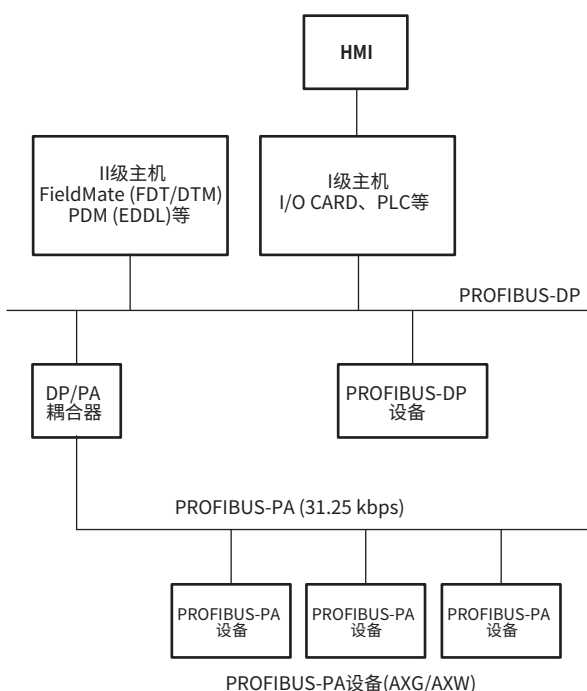 HMI
II级主机
FieldMate (FDT/DTM)
PDM (EDDL)等
I级主机
I/O CARD、PLC等
PROFIBUS-DP
DP/PA
耦合器
PROFIBUS-DP
设备
PROFIBUS-PA (31.25 kbps)
PROFIBUS-PA
设备
PROFIBUS-PA
设备
PROFIBUS-PA
设备
PROFIBUS-PA设备(AXG/AXW)